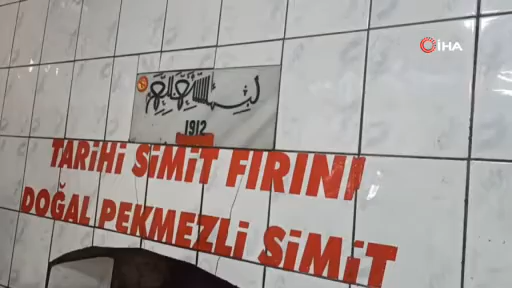 İHA
1912
TARİHİ SİMİT FIRINI
DOĞAL PEKMEZLİ SİMİT